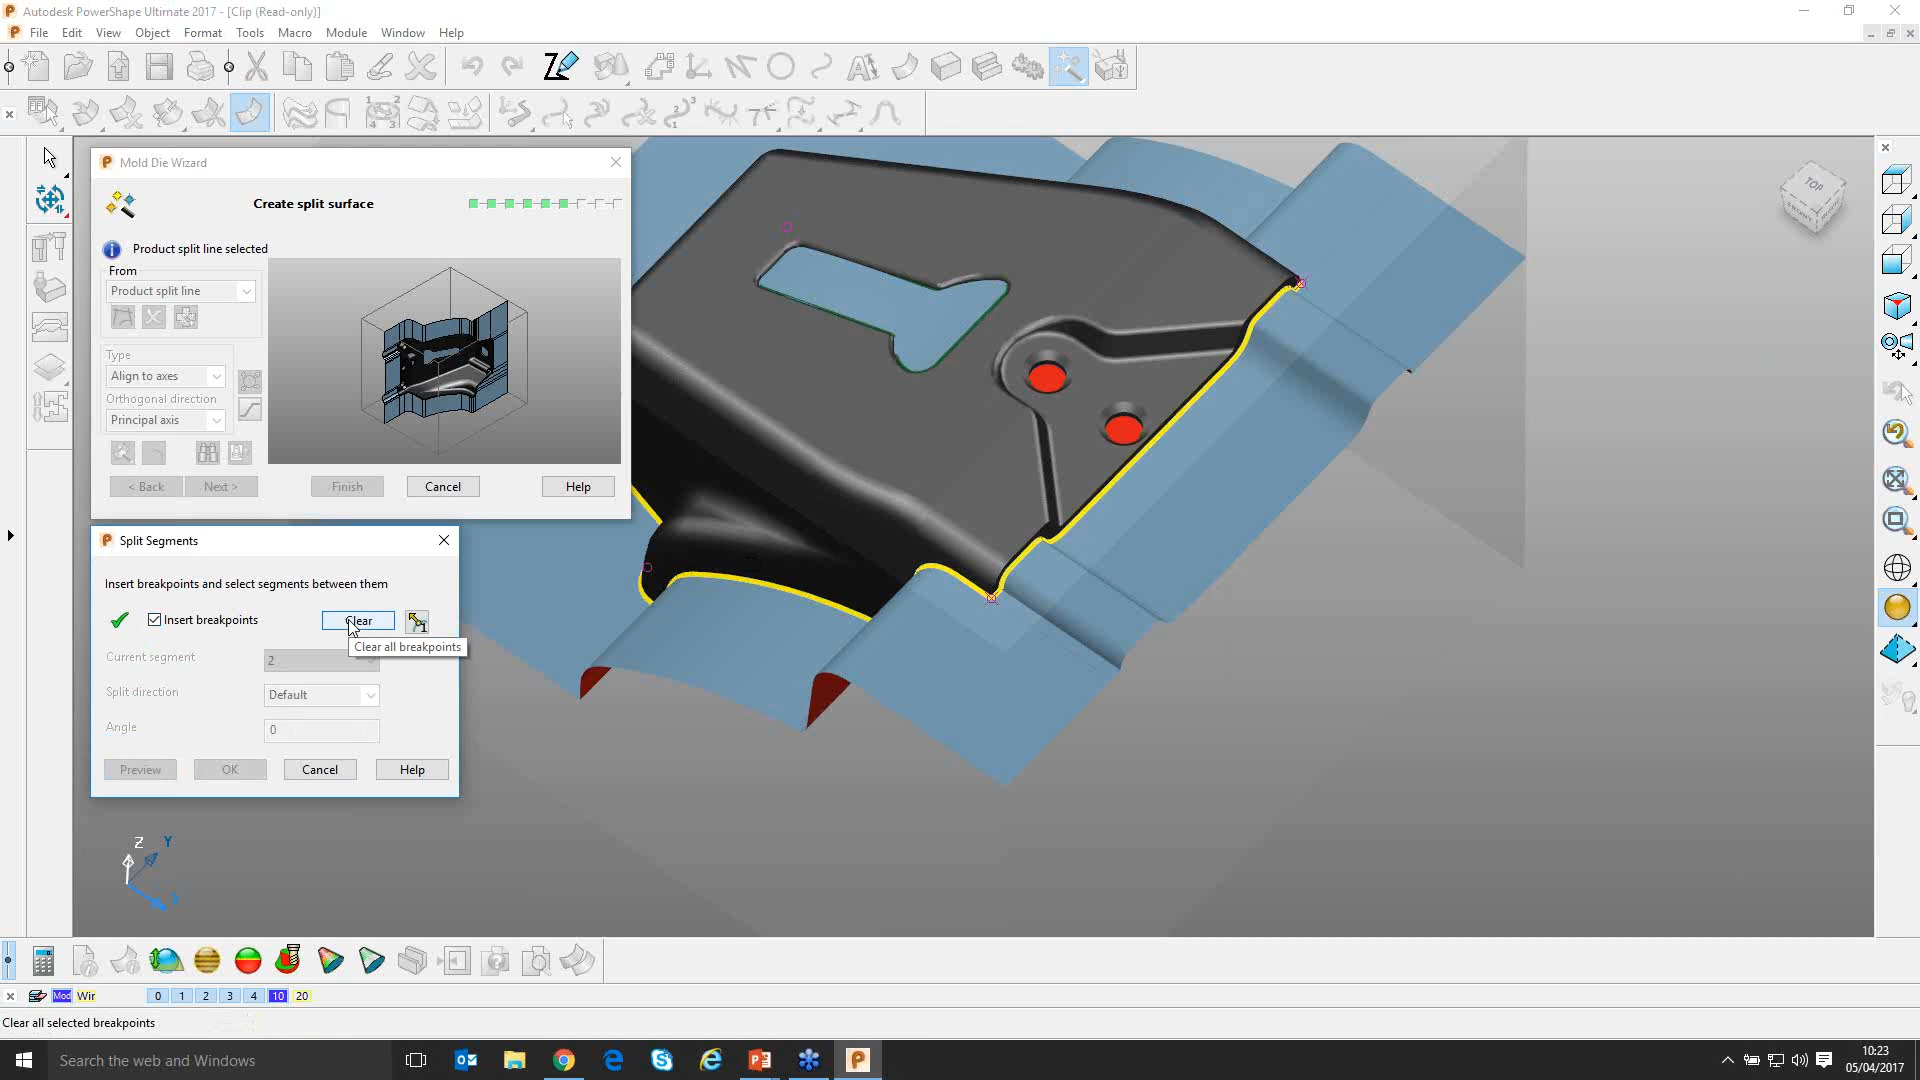 Autodesk PowerShape Ultimate 2017 - [Clip (Read-only)]
File Edit View Object Format Tools Macro Module Window Help
Mold Die Wizard
Create split surface
Product split line selected
From
Product split line
Type
Align to axes
Orthogonal direction
Principal axis
< Back
Next >
Finish
Cancel
Help
Split Segments
Insert breakpoints and select segments between them
Insert breakpoints
Clear
Clear all breakpoints
Current segment
2
Split direction
Default
Angle
0
Preview
OK
Cancel
Help
TOP
FRONT
RIGHT
Z
Y
X
Mod
Wir
0 1 2 3 4 10 20
Clear all selected breakpoints
Search the web and Windows
10:23
05/04/2017